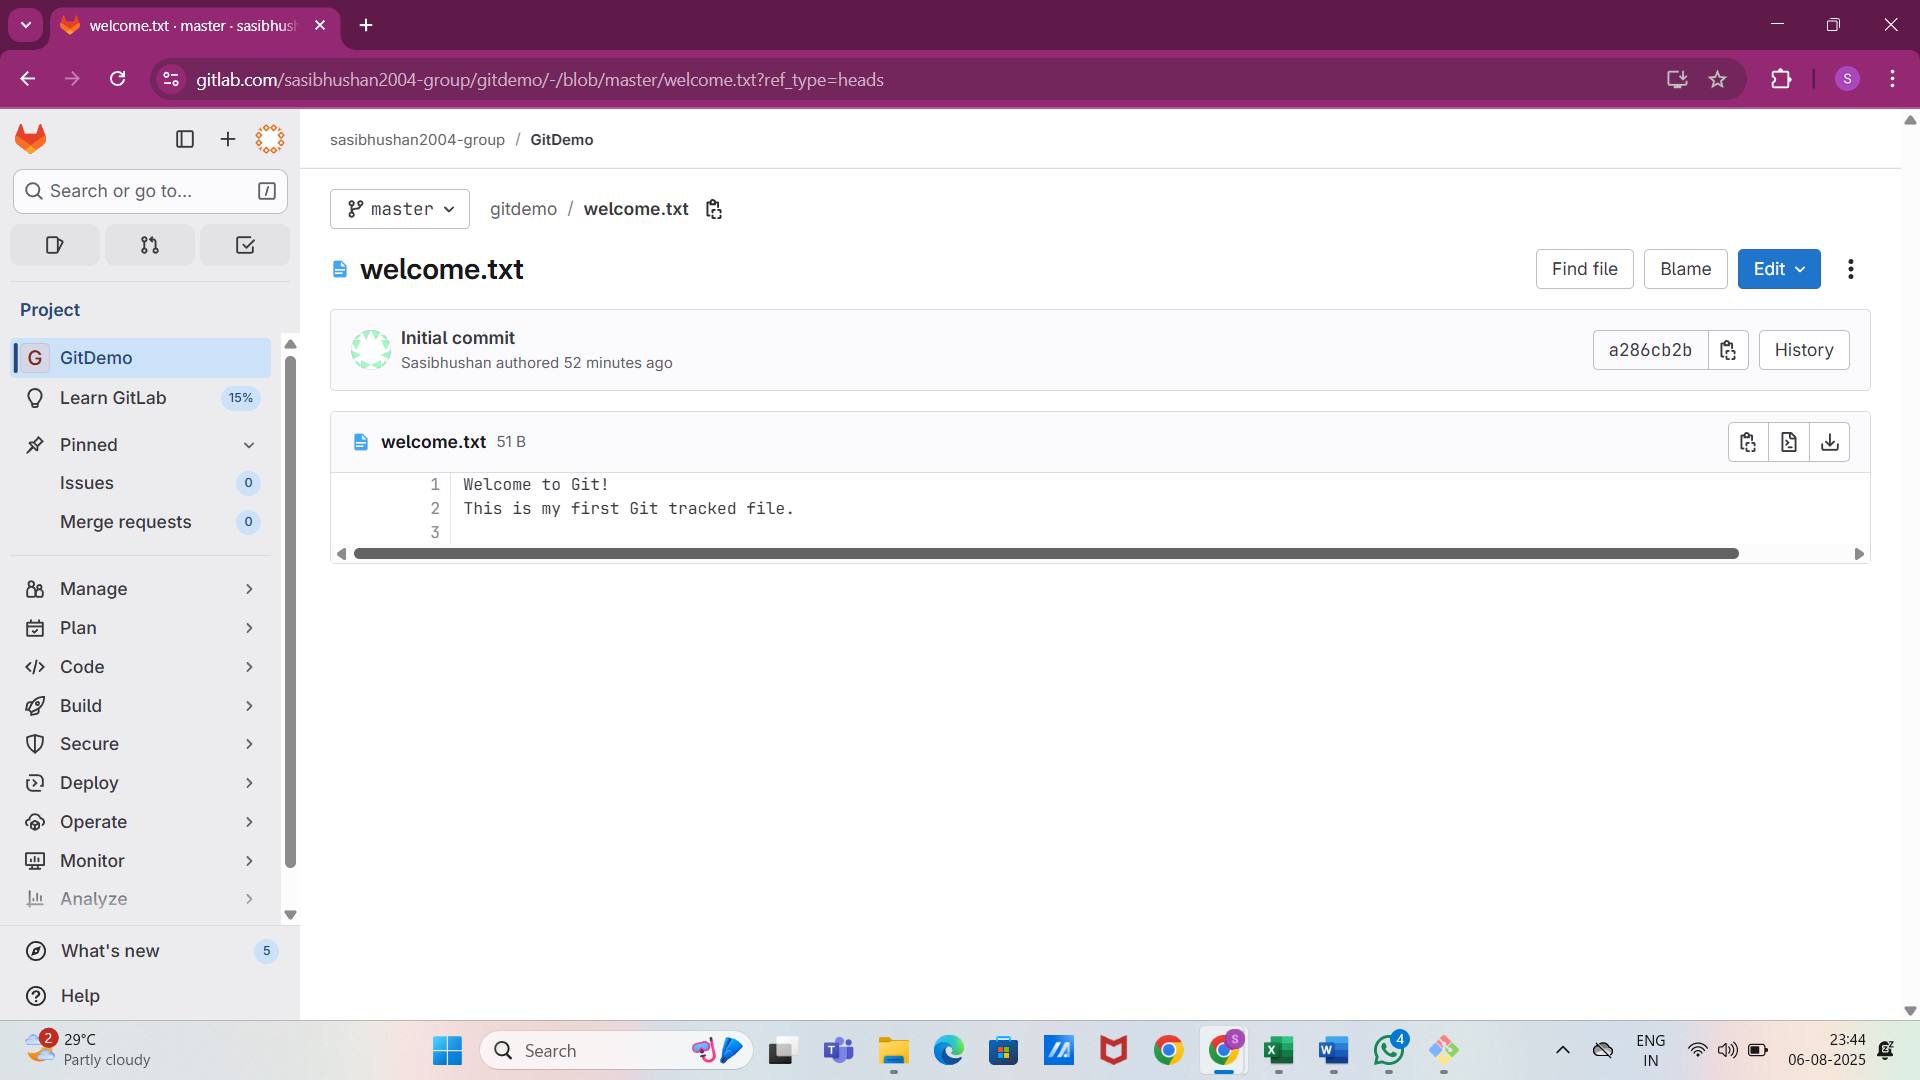 welcome.txt · master · sasibhush
gitlab.com/sasibhushan2004-group/gitdemo/-/blob/master/welcome.txt?ref_type=heads
S
Search or go to...
/
Project
G GitDemo
Learn GitLab 15%
Pinned
Issues 0
Merge requests 0
Manage
Plan
Code
Build
Secure
Deploy
Operate
Monitor
Analyze
What's new 5
Help
sasibhushan2004-group / GitDemo
master gitdemo / welcome.txt
welcome.txt
Find file Blame Edit
Initial commit
Sasibhushan authored 52 minutes ago
a286cb2b History
welcome.txt 51 B
1 Welcome to Git!
2 This is my first Git tracked file.
3
2 29°C
Partly cloudy
Search
S
4
ENG
IN
23:44
06-08-2025